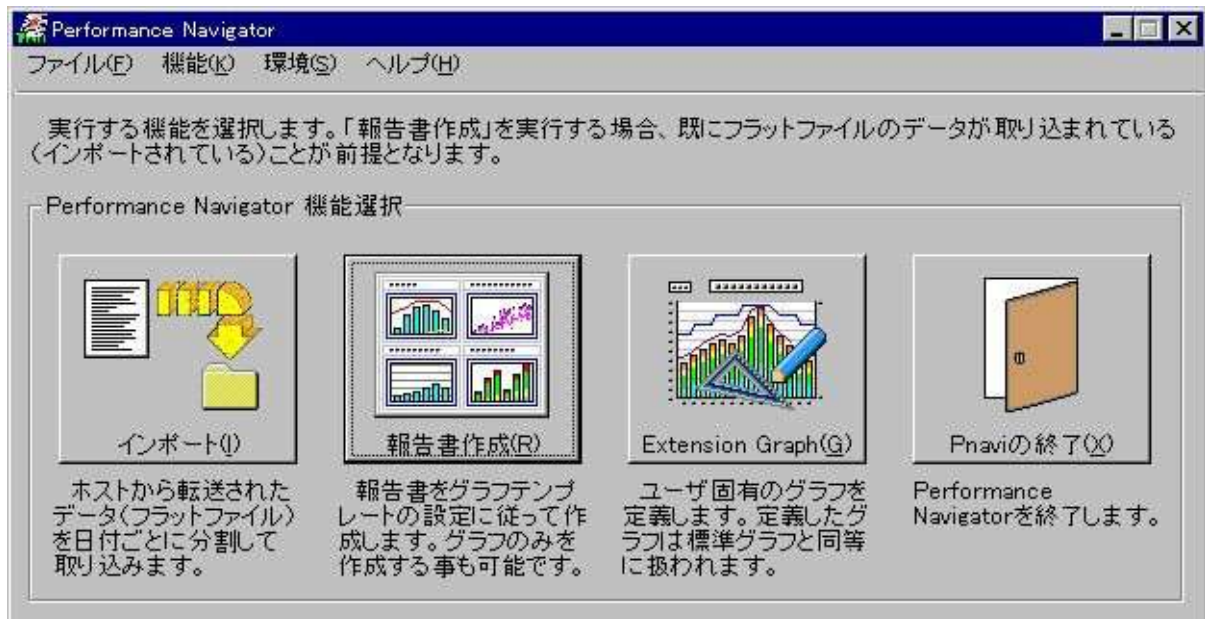 Performance Navigator
ファイル(F) 機能(K) 環境(S) ヘルプ(H)
実行する機能を選択します。「報告書作成」を実行する場合、既にフラットファイルのデータが取り込まれている
(インポートされている)ことが前提となります。
Performance Navigator 機能選択
インポート(I)
報告書作成(R)
Extension Graph(G)
Pnaviの終了(X)
ホストから転送された
データ(フラットファイル)
を日付ごとに分割して
取り込みます。
報告書をグラフテンプ
レートの設定に従って作
成します。グラフのみを
作成する事も可能です。
ユーザ固有のグラフを
定義します。定義したグ
ラフは標準グラフと同等
に扱われます。
Performance
Navigatorを終了します。